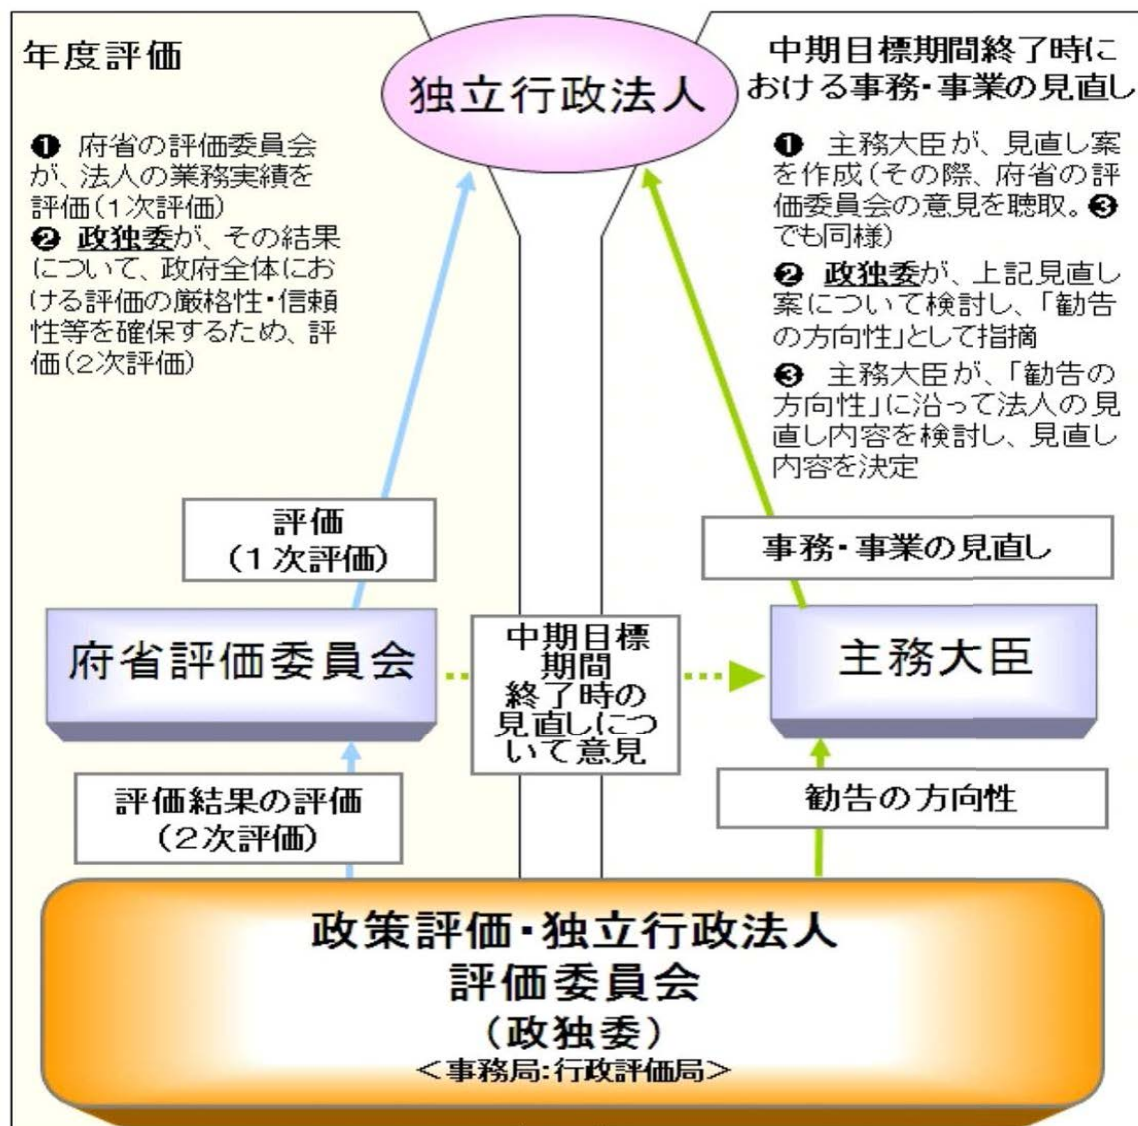 年度評価
❶ 府省の評価委員会
が、法人の業務実績を
評価(1次評価)
❷ 政独委が、その結果
について、政府全体にお
ける評価の厳格性・信頼
性等を確保するため、評
価(2次評価)
独立行政法人
中期目標期間終了時に
おける事務・事業の見直し
❶ 主務大臣が、見直し案
を作成(その際、府省の評
価委員会の意見を聴取。❸
でも同様)
❷ 政独委が、上記見直し
案について検討し、「勧告
の方向性」として指摘
❸ 主務大臣が、「勧告の
方向性」に沿って法人の見
直し内容を検討し、見直し
内容を決定
評価
(1次評価)
事務・事業の見直し
府省評価委員会
中期目標
期間
終了時の
見直しにつ
いて意見
主務大臣
評価結果の評価
(2次評価)
勧告の方向性
政策評価・独立行政法人
評価委員会
(政独委)
<事務局:行政評価局>